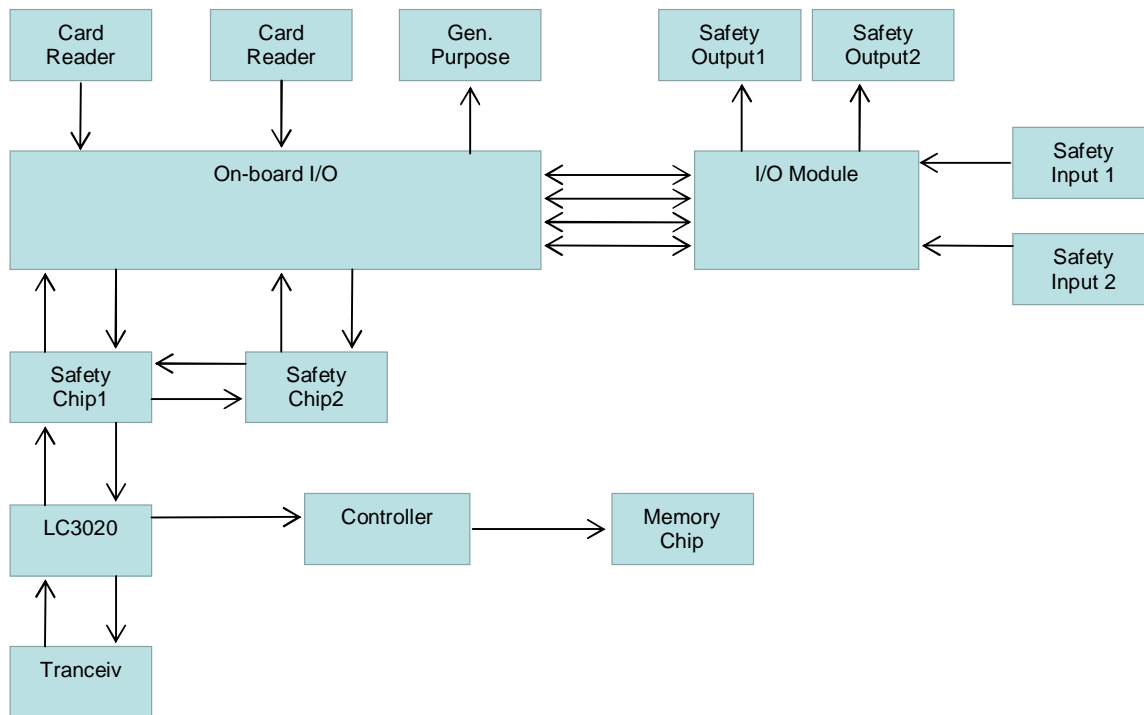 Card
Reader
Card
Reader
Gen.
Purpose
Safety
Output1
Safety
Output2
On-board I/O
I/O Module
Safety
Input 1
Safety
Input 2
Safety
Chip1
Safety
Chip2
LC3020
Controller
Memory
Chip
Tranceiv